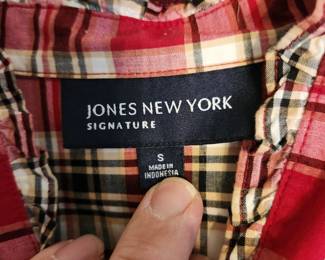 JONES NEW YORK
SIGNATURE
S
MADE IN
INDONESIA